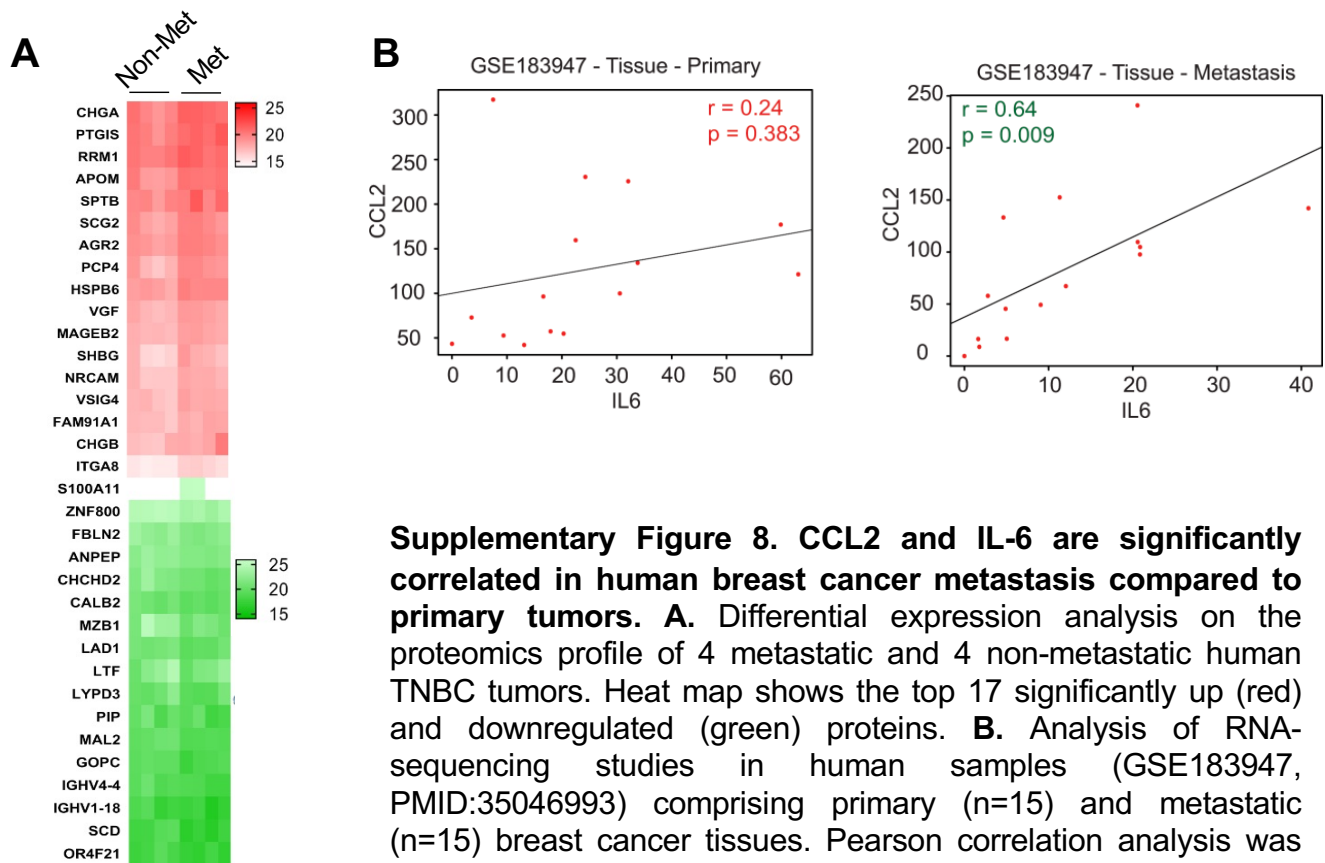 A
Non-Met
Met
CHGA
PTGIS
RRM1
APOM
SPTB
SCG2
AGR2
PCP4
HSPB6
VGF
MAGEB2
SHBG
NRCAM
VSIG4
FAM91A1
CHGB
ITGA8
S100A11
ZNF800
FBLN2
ANPEP
CHCHD2
CALB2
MZB1
LAD1
LTF
LYPD3
PIP
MAL2
GOPC
IGHV4-4
IGHV1-18
SCD
OR4F21
25
20
15
25
20
15
B
GSE183947 - Tissue - Primary
r = 0.24
p = 0.383
CCL2
300
250
200
150
100
50
0
10
20
30
40
50
60
IL6
GSE183947 - Tissue - Metastasis
r = 0.64
p = 0.009
CCL2
250
200
150
100
50
0
0
10
20
30
40
IL6
Supplementary Figure 8. CCL2 and IL-6 are significantly
correlated in human breast cancer metastasis compared to
primary tumors. A. Differential expression analysis on the
proteomics profile of 4 metastatic and 4 non-metastatic human
TNBC tumors. Heat map shows the top 17 significantly up (red)
and downregulated (green) proteins. B. Analysis of RNA-
sequencing studies in human samples (GSE183947,
PMID:35046993) comprising primary (n=15) and metastatic
(n=15) breast cancer tissues. Pearson correlation analysis was